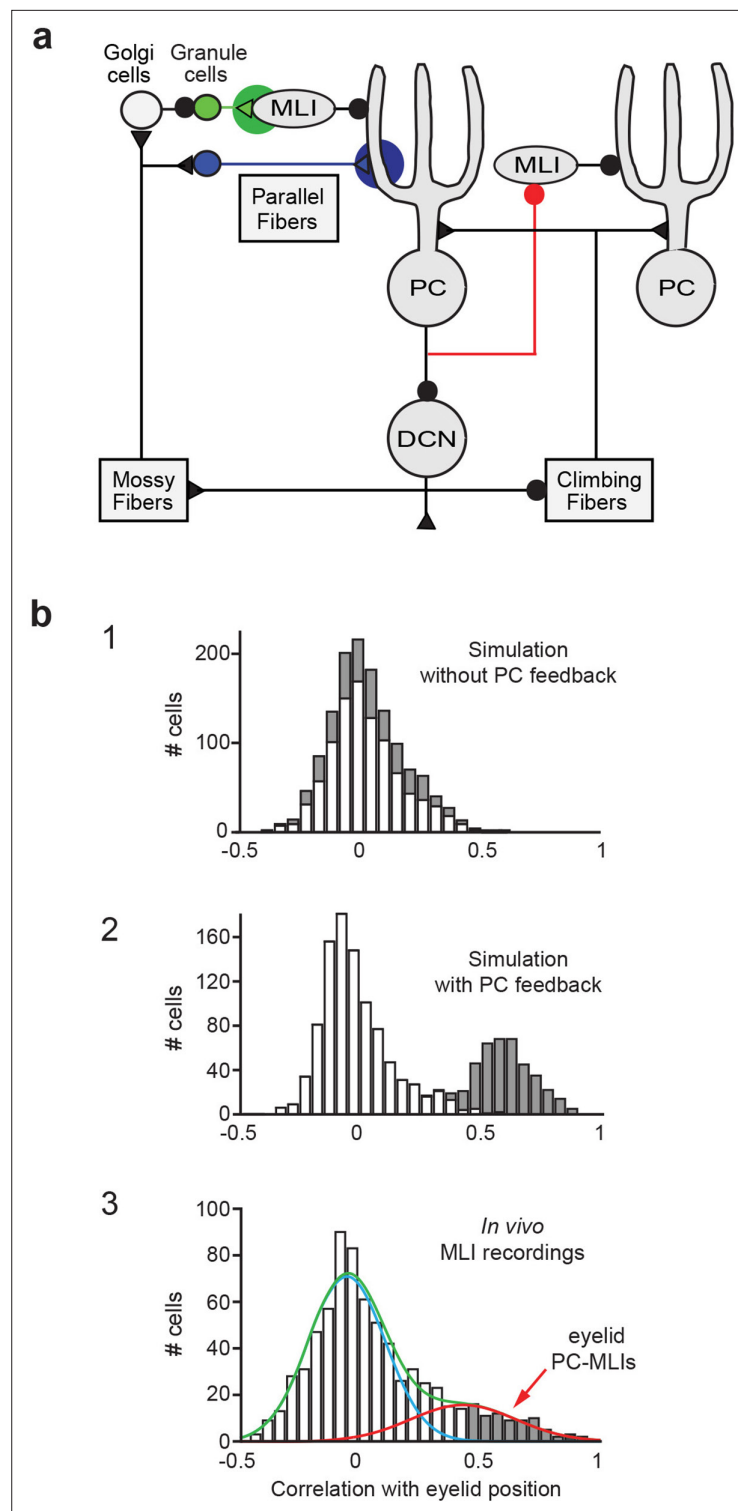 a
Golgi
cells
Granule
cells
MLI
MLI
Parallel
Fibers
PC
PC
DCN
Mossy
Fibers
Climbing
Fibers
b
1
Simulation
without PC feedback
# cells
200
100
0
-0.5
0
0.5
1
2
Simulation
with PC feedback
# cells
160
120
80
40
0
-0.5
0
0.5
1
3
In vivo
MLI recordings
eyelid
PC-MLIs
# cells
100
80
60
40
20
0
-0.5
0
0.5
1
Correlation with eyelid position